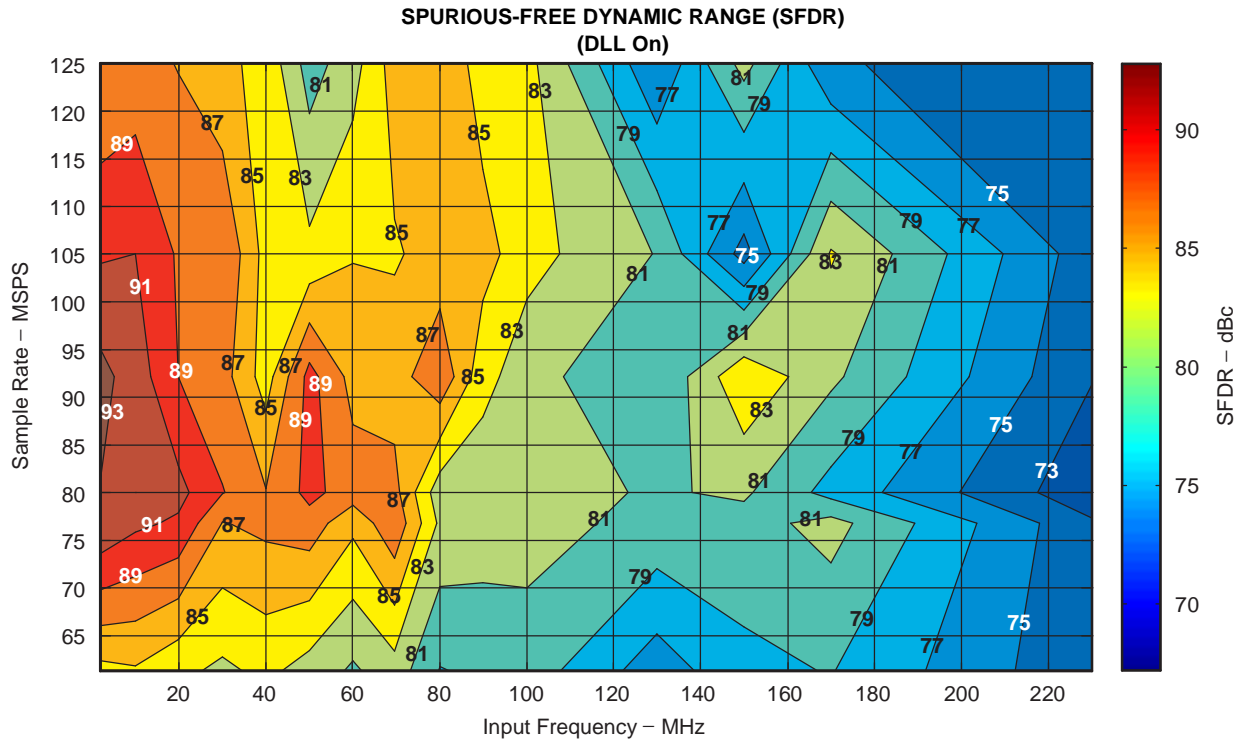 SPURIOUS-FREE DYNAMIC RANGE (SFDR)
(DLL On)
125
120
115
110
105
100
95
90
85
80
75
70
65
Sample Rate – MSPS
81 77 81
83 79
87 85 79
89
85 83
75
85 77 79 77
75
81 83 81
91 79
83 81
87 87
87 89 89 85
93 85 89 83
79
75
77
73
81
91 87 87 77 81 81
89 83 79
85
85 79 75
77
81
20 40 60 80 100 120 140 160 180 200 220
Input Frequency – MHz
90
85
80
75
70
SFDR – dBc